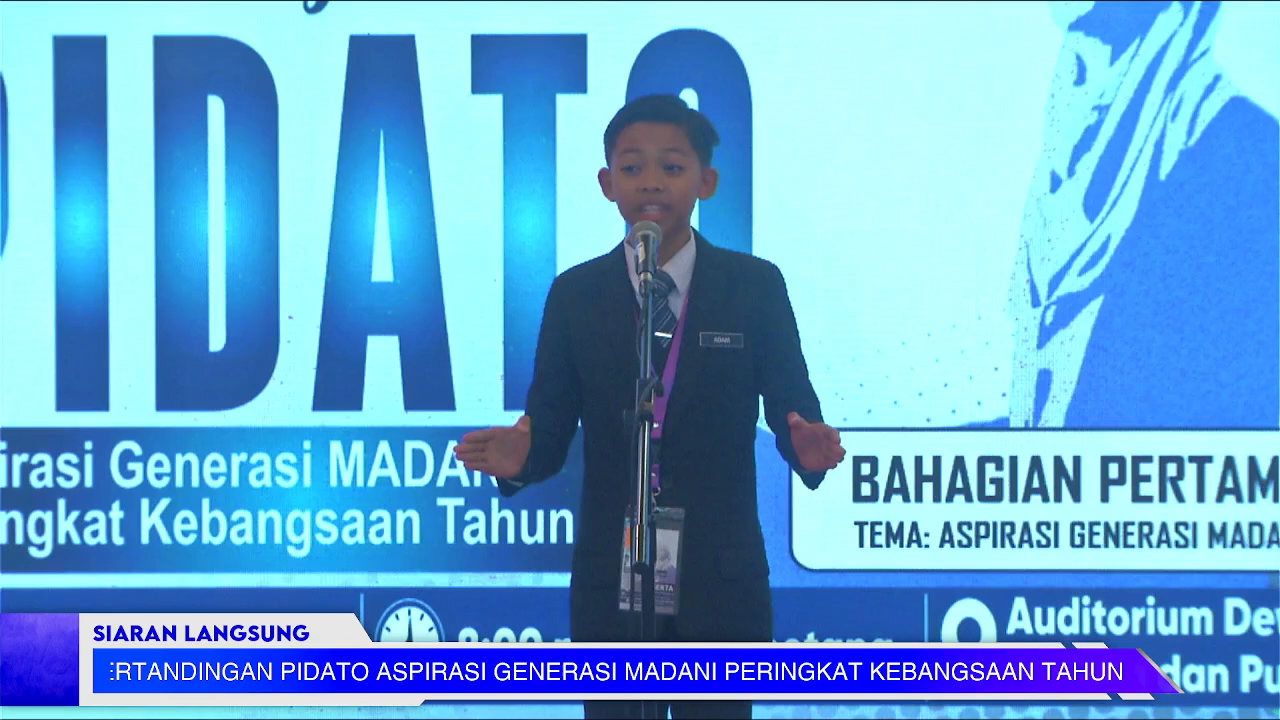 PIDATO
irasi Generasi MADAN
ngkat Kebangsaan Tahun
ADAM
BAHAGIAN PERTAM
TEMA: ASPIRASI GENERASI MADA
Auditorium De
dan Pu
SIARAN LANGSUNG
ERTANDINGAN PIDATO ASPIRASI GENERASI MADANI PERINGKAT KEBANGSAAN TAHUN